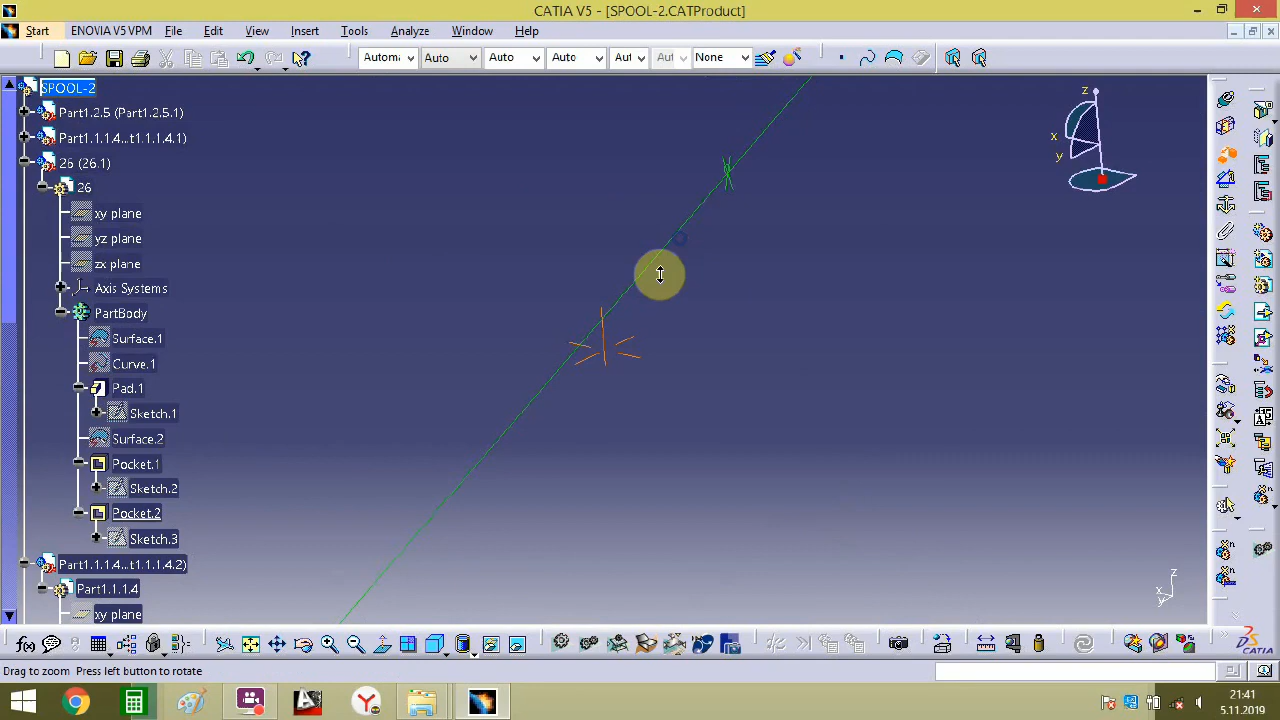 CATIA V5 - [SPOOL-2.CATProduct]
Start ENOVIA V5 VPM File Edit View Insert Tools Analyze Window Help
Automa Auto Auto Auto Aut Aut None
SPOOL-2
Part1.2.5 (Part1.2.5.1)
Part1.1.1.4...t1.1.1.4.1)
26 (26.1)
26
xy plane
yz plane
zx plane
Axis Systems
PartBody
Surface.1
Curve.1
Pad.1
Sketch.1
Surface.2
Pocket.1
Sketch.2
Pocket.2
Sketch.3
Part1.1.1.4...t1.1.1.4.2)
Part1.1.1.4
xy plane
z
x
y
z
x
y
f(x)
CATIA
Drag to zoom Press left button to rotate
21:41
5.11.2019